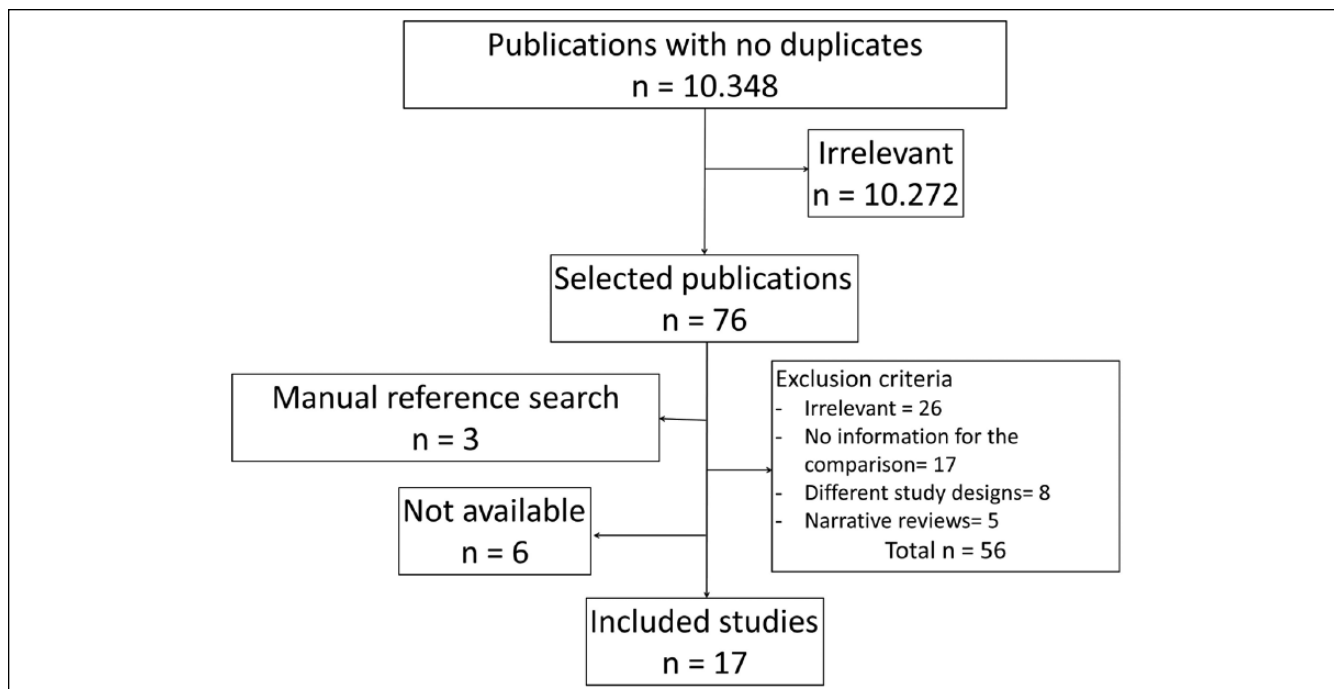 Publications with no duplicates
n = 10.348
Irrelevant
n = 10.272
Selected publications
n = 76
Manual reference search
n = 3
Exclusion criteria
- Irrelevant = 26
- No information for the
comparison= 17
- Different study designs= 8
- Narrative reviews= 5
Total n = 56
Not available
n = 6
Included studies
n = 17